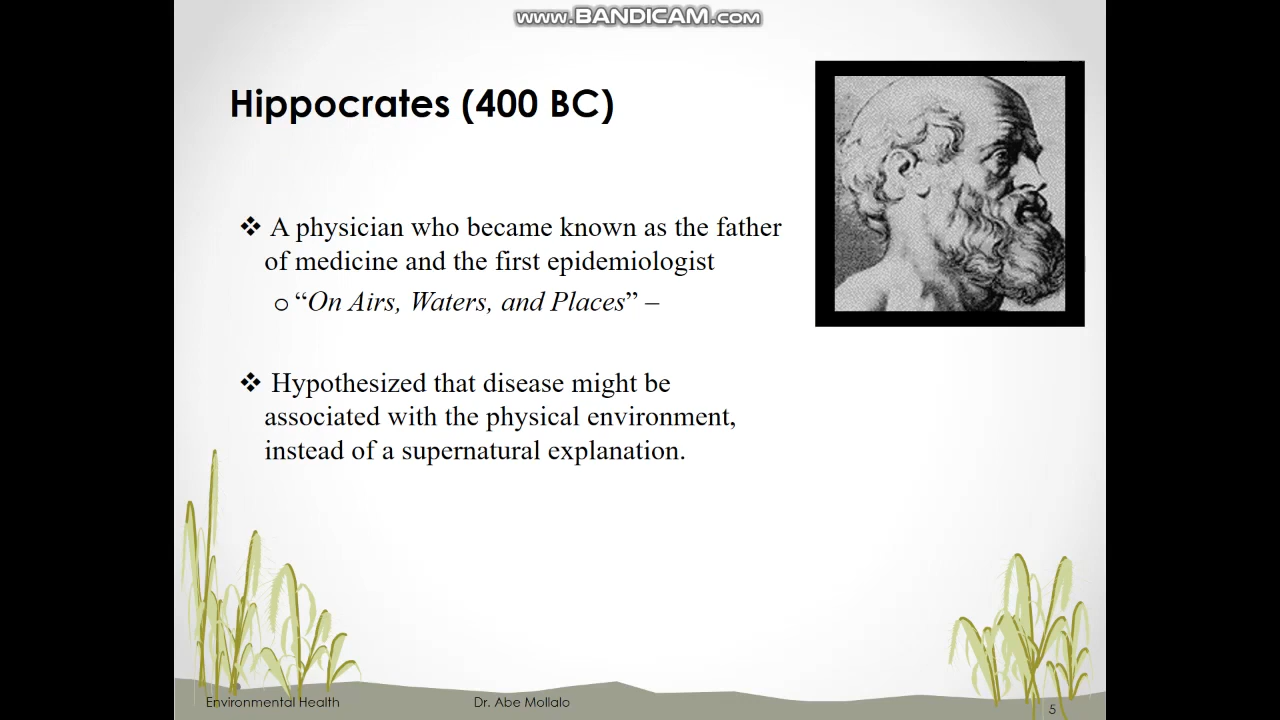 www.BANDICAM.com
Hippocrates (400 BC)
❖ A physician who became known as the father
of medicine and the first epidemiologist
o “On Airs, Waters, and Places” –
❖ Hypothesized that disease might be
associated with the physical environment,
instead of a supernatural explanation.
Environmental Health
Dr. Abe Mollalo
5